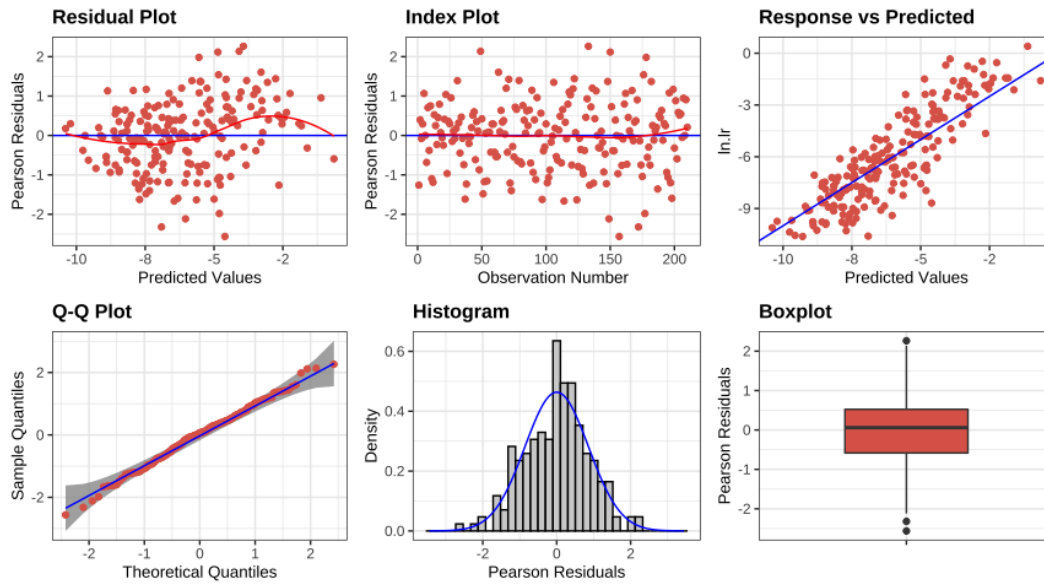 Residual Plot
Pearson Residuals
2
1
0
-1
-2
-10
-8
-5
-2
Predicted Values
Index Plot
Pearson Residuals
2
1
0
-1
-2
0
50
100
150
200
Observation Number
Response vs Predicted
ln.lr
0
-3
-6
-9
-10
-8
-5
-2
Predicted Values
Q-Q Plot
Sample Quantiles
2
0
-2
-2
-1
0
1
2
Theoretical Quantiles
Histogram
Density
0.6
0.4
0.2
0.0
-2
0
2
Pearson Residuals
Boxplot
Pearson Residuals
2
1
0
-1
-2